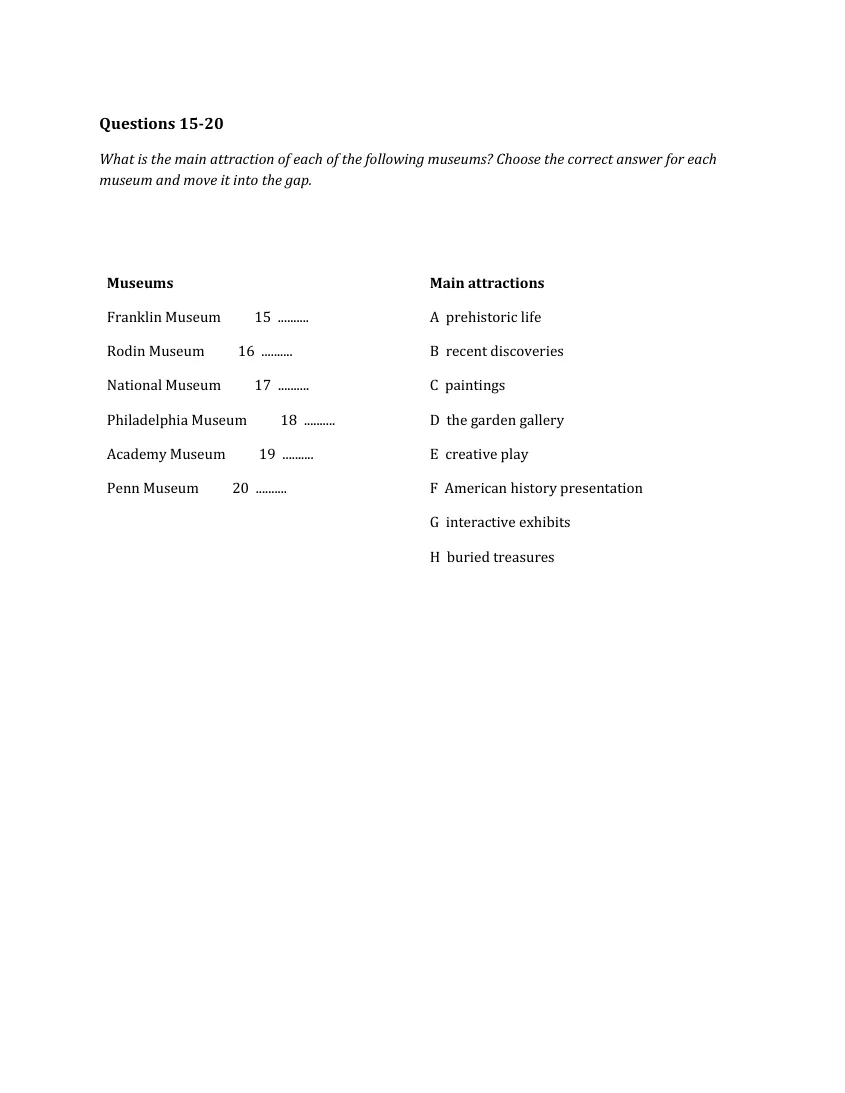 Questions 15-20
What is the main attraction of each of the following museums? Choose the correct answer for each
museum and move it into the gap.
Museums
Franklin Museum 15 ..........
Rodin Museum 16 ..........
National Museum 17 ..........
Philadelphia Museum 18 ..........
Academy Museum 19 ..........
Penn Museum 20 ..........
Main attractions
A prehistoric life
B recent discoveries
C paintings
D the garden gallery
E creative play
F American history presentation
G interactive exhibits
H buried treasures